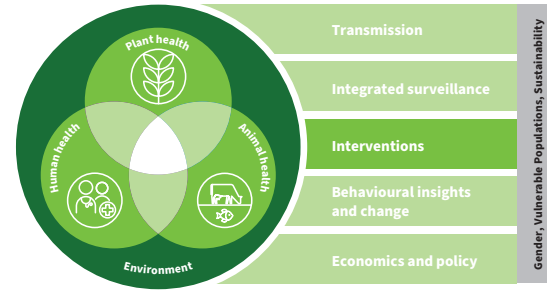 Plant health
Human health
Animal health
Environment
Transmission
Integrated surveillance
Interventions
Behavioural insights
and change
Economics and policy
Gender, Vulnerable Populations, Sustainability